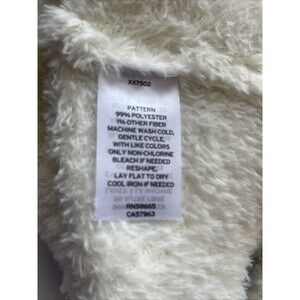 XX7502
PATTERN
99% POLYESTER
1% OTHER FIBER
MACHINE WASH COLD,
GENTLE CYCLE,
WITH LIKE COLORS
ONLY NON-CHLORINE
BLEACH IF NEEDED
RESHAPE,
LAY FLAT TO DRY
COOL IRON IF NEEDED
RN59665
CA57963